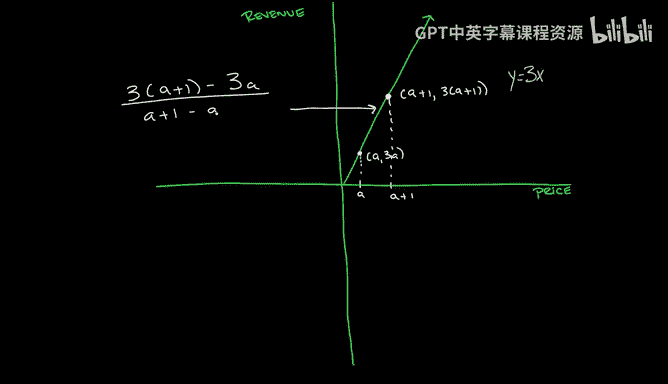 REVENUE
GPT中英字幕课程资源 bilibili
3(a+1) - 3a
a+1 - a
(a+1, 3(a+1))
y=3x
(a, 3a)
a
a+1
PRICE